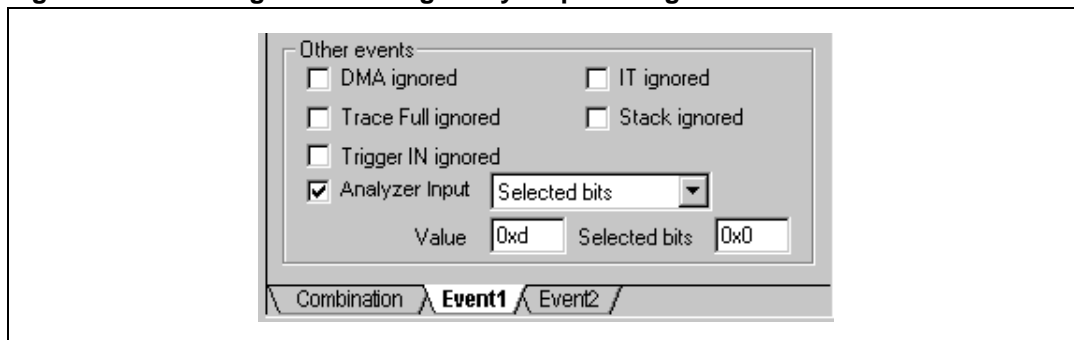 Other events
DMA ignored IT ignored
Trace Full ignored Stack ignored
Trigger IN ignored
Analyzer Input Selected bits
Value 0xd Selected bits 0x0
Combination Event1 Event2